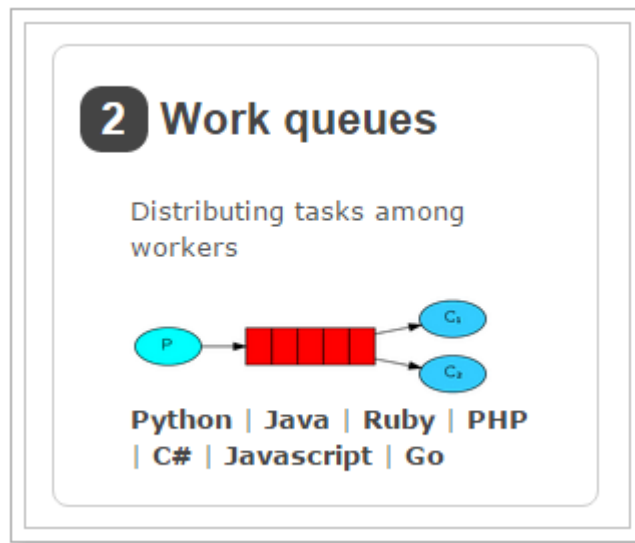 2 Work queues
Distributing tasks among
workers
P
C₁
C₂
Python | Java | Ruby | PHP
| C# | Javascript | Go